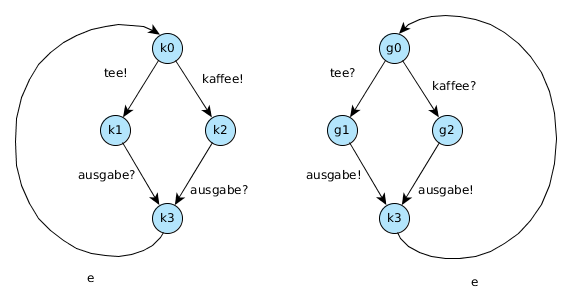 k0
g0
tee!
kaffee!
tee?
kaffee?
k1
k2
g1
g2
ausgabe?
ausgabe?
ausgabe!
ausgabe!
k3
k3
e
e